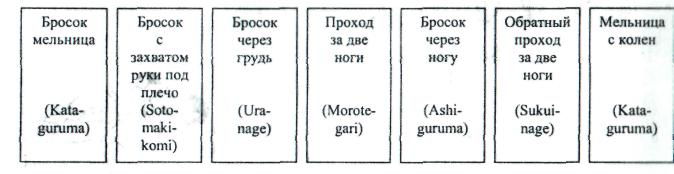 Бросок
мельница
(Kata-
guruma)
Бросок
с
захватом
руки под
плечо
(Soto-
maki-
komi)
Бросок
через
грудь
(Ura-
nage)
Проход
за две
ноги
(Morote-
gari)
Бросок
через
ногу
(Ashi-
guruma)
Обратный
проход
за две
ноги
(Sukui-
nage)
Мельница
с колен
(Kata-
guruma)